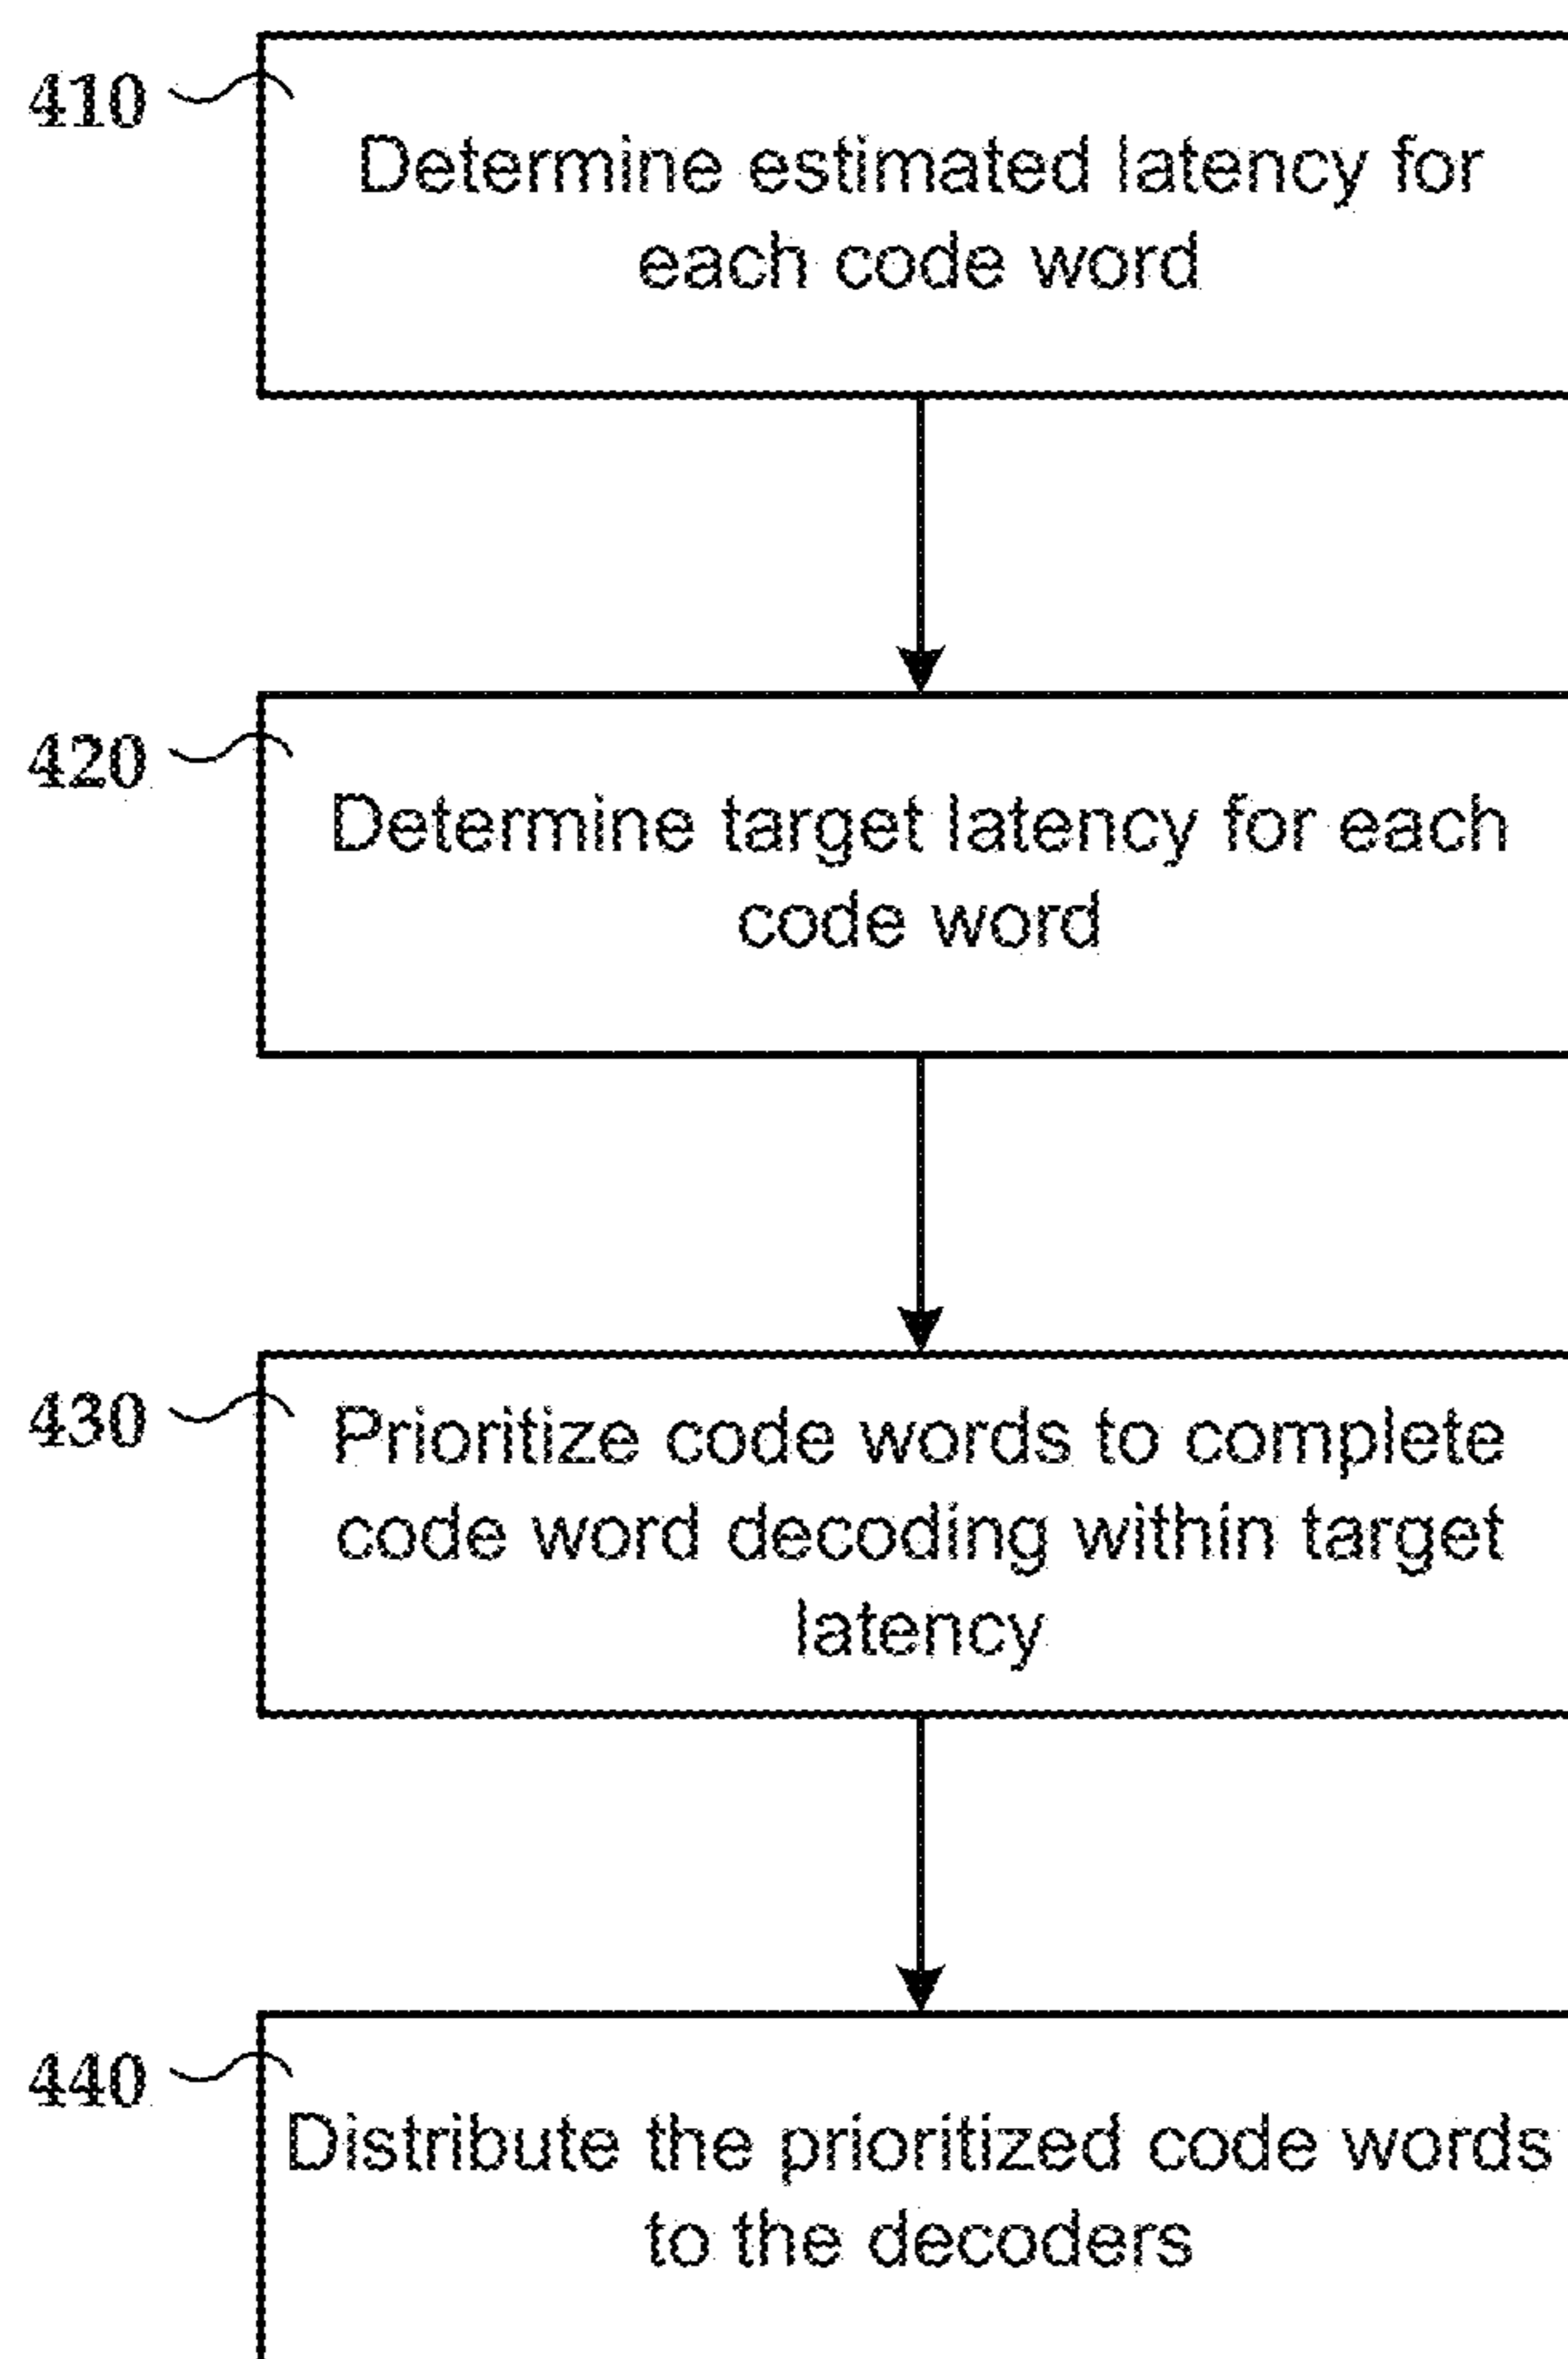 410
Determine estimated latency for
each code word
420
Determine target latency for each
code word
430
Prioritize code words to complete
code word decoding within target
latency
440
Distribute the prioritized code words
to the decoders